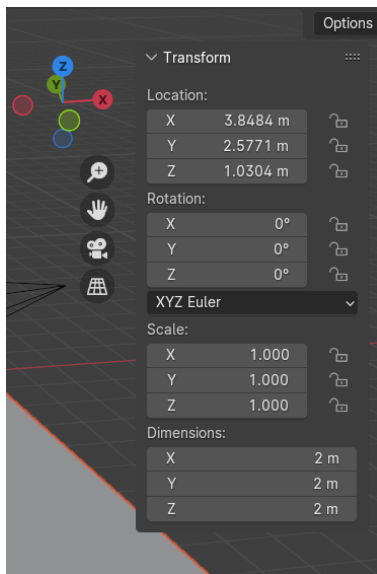 Options
Transform
Location:
X 3.8484 m
Y 2.5771 m
Z 1.0304 m
Rotation:
X 0°
Y 0°
Z 0°
XYZ Euler
Scale:
X 1.000
Y 1.000
Z 1.000
Dimensions:
X 2 m
Y 2 m
Z 2 m
Z
Y
X